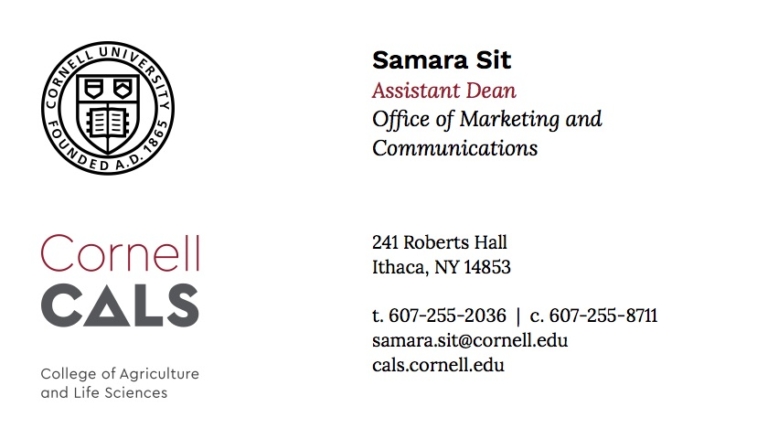 CORNELL UNIVERSITY
FOUNDED A.D. 1865
Cornell
CALS
College of Agriculture
and Life Sciences
Samara Sit
Assistant Dean
Office of Marketing and
Communications
241 Roberts Hall
Ithaca, NY 14853
t. 607-255-2036 | c. 607-255-8711
samara.sit@cornell.edu
cals.cornell.edu